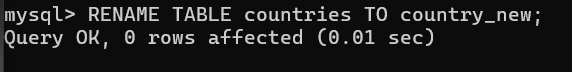 mysql> RENAME TABLE countries TO country_new;
Query OK, 0 rows affected (0.01 sec)